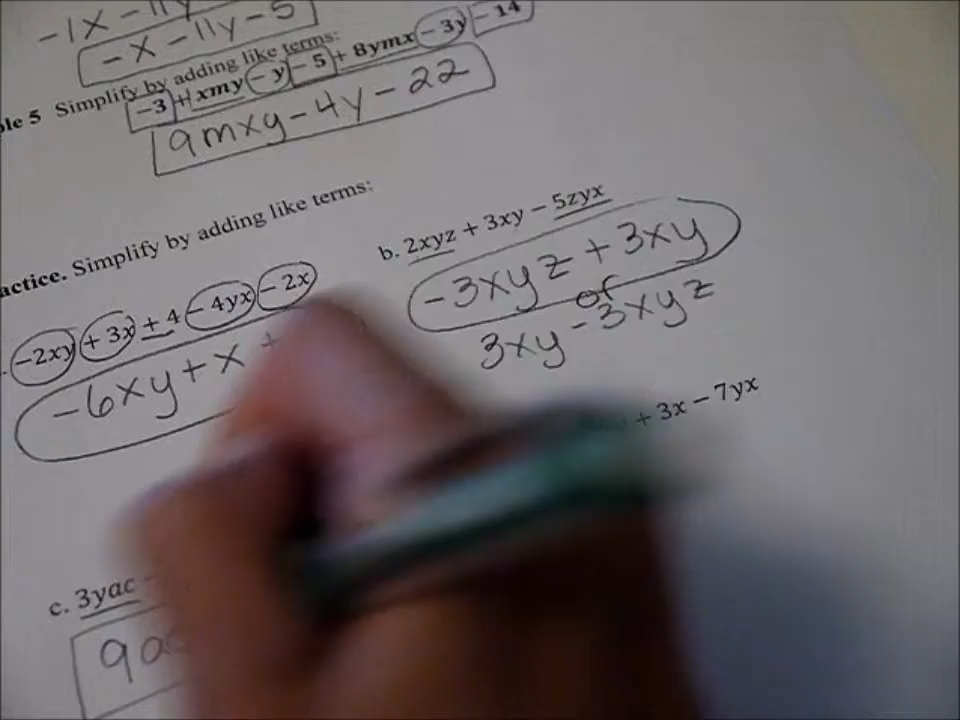 -1x - 11y
-x - 11y - 5
ple 5 Simplify by adding like terms:
-3 + 1xmy - y - 5 + 8ymx - 3y - 14
9mxy - 4y - 22
actice. Simplify by adding like terms:
-2xy + 3x + 4 - 4yx - 2x
-6xy + x +
b. 2xyz + 3xy - 5zyx
-3xyz + 3xy
or
3xy - 3xyz
+ 3x - 7yx
c. 3yac
9a